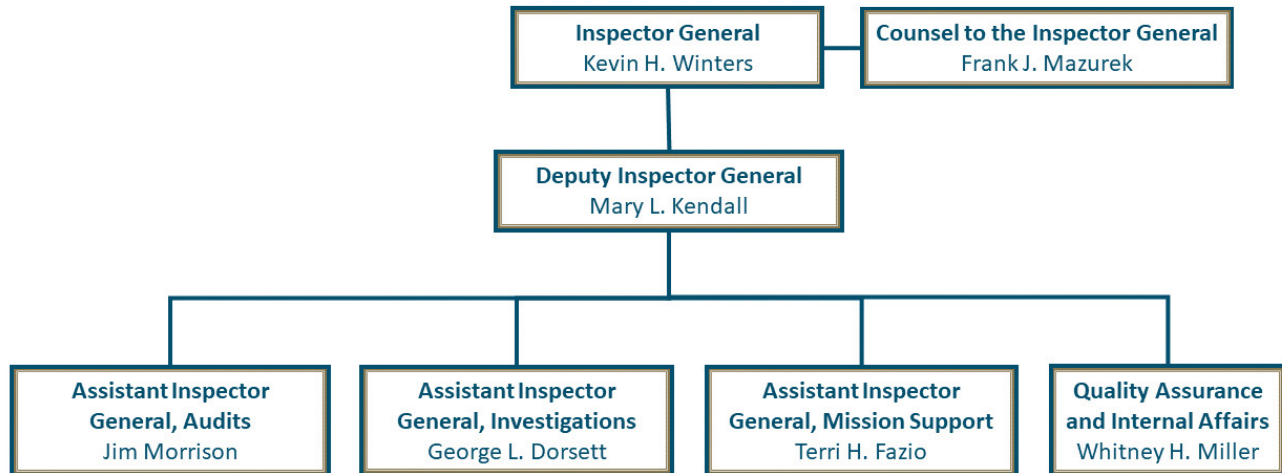 Inspector General
Kevin H. Winters
Counsel to the Inspector General
Frank J. Mazurek
Deputy Inspector General
Mary L. Kendall
Assistant Inspector
General, Audits
Jim Morrison
Assistant Inspector
General, Investigations
George L. Dorsett
Assistant Inspector
General, Mission Support
Terri H. Fazio
Quality Assurance
and Internal Affairs
Whitney H. Miller